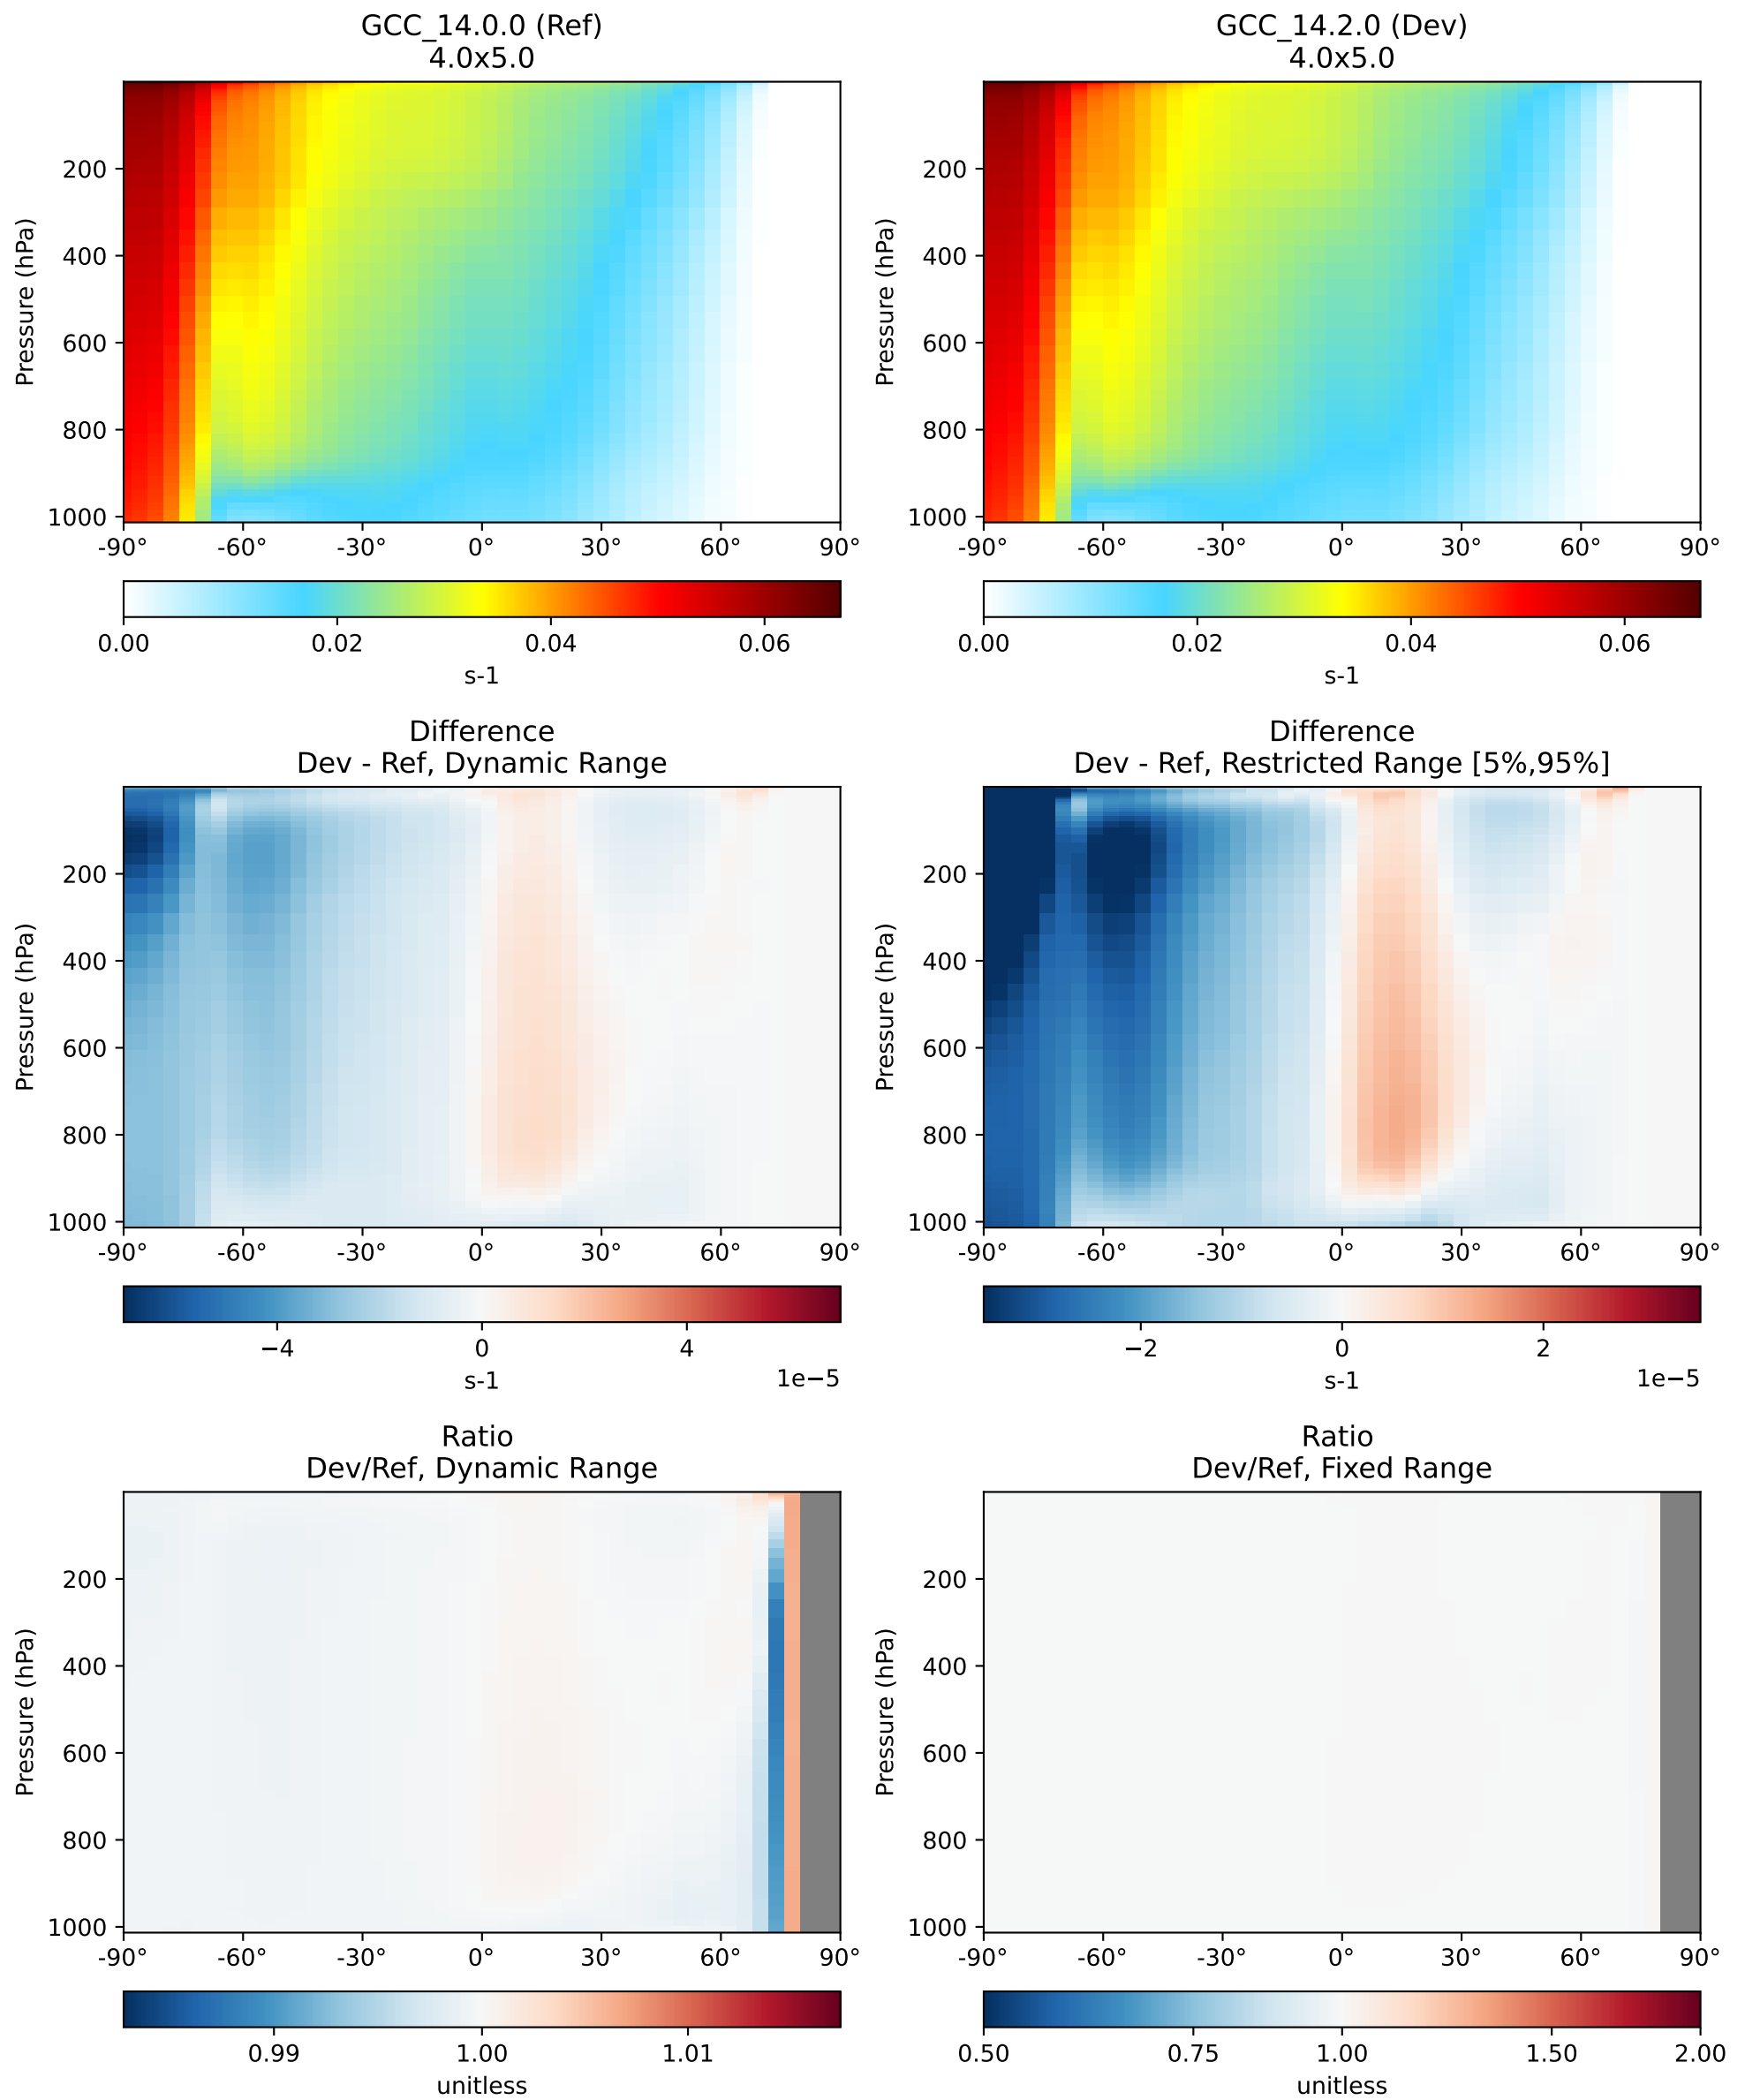 GCC_14.0.0 (Ref)
4.0x5.0
GCC_14.2.0 (Dev)
4.0x5.0
Pressure (hPa)
200
400
600
800
1000
-90° -60° -30° 0° 30° 60° 90°
0.00 0.02 0.04 0.06
s-1
Pressure (hPa)
200
400
600
800
1000
-90° -60° -30° 0° 30° 60° 90°
0.00 0.02 0.04 0.06
s-1
Difference
Dev - Ref, Dynamic Range
Pressure (hPa)
200
400
600
800
1000
-90° -60° -30° 0° 30° 60° 90°
−4 0 4
s-1
1e−5
Difference
Dev - Ref, Restricted Range [5%,95%]
Pressure (hPa)
200
400
600
800
1000
-90° -60° -30° 0° 30° 60° 90°
−2 0 2
s-1
1e−5
Ratio
Dev/Ref, Dynamic Range
Pressure (hPa)
200
400
600
800
1000
-90° -60° -30° 0° 30° 60° 90°
0.99 1.00 1.01
unitless
Ratio
Dev/Ref, Fixed Range
Pressure (hPa)
200
400
600
800
1000
-90° -60° -30° 0° 30° 60° 90°
0.50 0.75 1.00 1.50 2.00
unitless